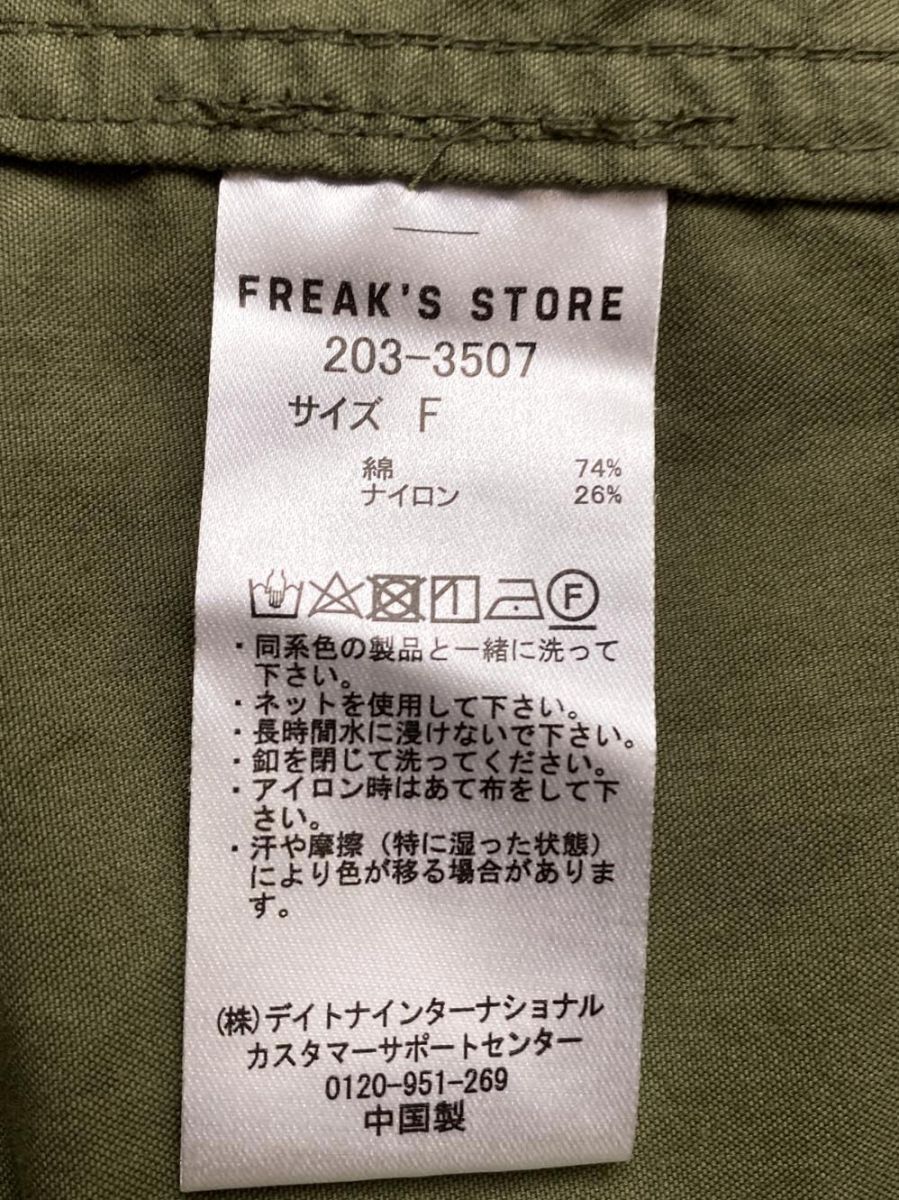 FREAK'S STORE
203-3507
サイズ F
綿 74%
ナイロン 26%
F
・同系色の製品と一緒に洗って
下さい。
・ネットを使用して下さい。
・長時間水に浸けないで下さい。
・釦を閉じて洗ってください。
・アイロン時はあて布をして下
さい。
・汗や摩擦（特に湿った状態）
により色が移る場合がありま
す。
(株)デイトナインターナショナル
カスタマーサポートセンター
0120-951-269
中国製